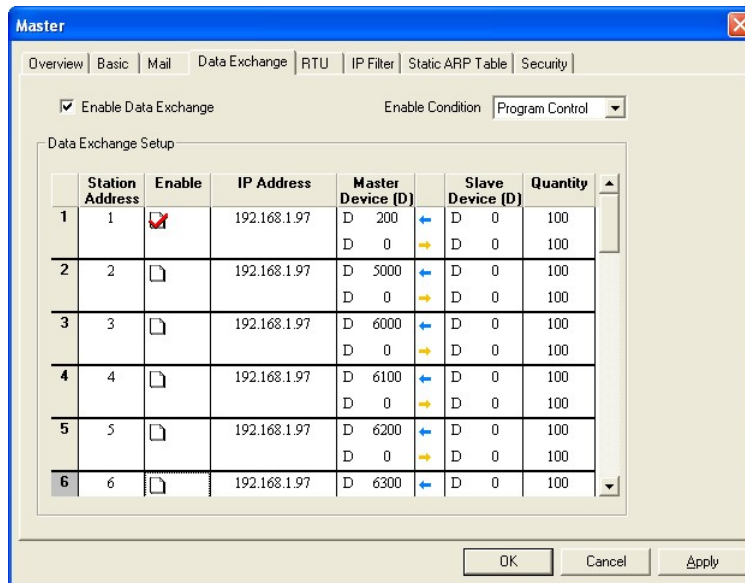 Master
Overview Basic Mail Data Exchange RTU IP Filter Static ARP Table Security
Enable Data Exchange Enable Condition Program Control
Data Exchange Setup
Station Address Enable IP Address Master Device (D) Slave Device (D) Quantity
1 1 192.168.1.97 D 200 D 0 100
D 0 D 0 100
2 2 192.168.1.97 D 5000 D 0 100
D 0 D 0 100
3 3 192.168.1.97 D 6000 D 0 100
D 0 D 0 100
4 4 192.168.1.97 D 6100 D 0 100
D 0 D 0 100
5 5 192.168.1.97 D 6200 D 0 100
D 0 D 0 100
6 6 192.168.1.97 D 6300 D 0 100
OK Cancel Apply